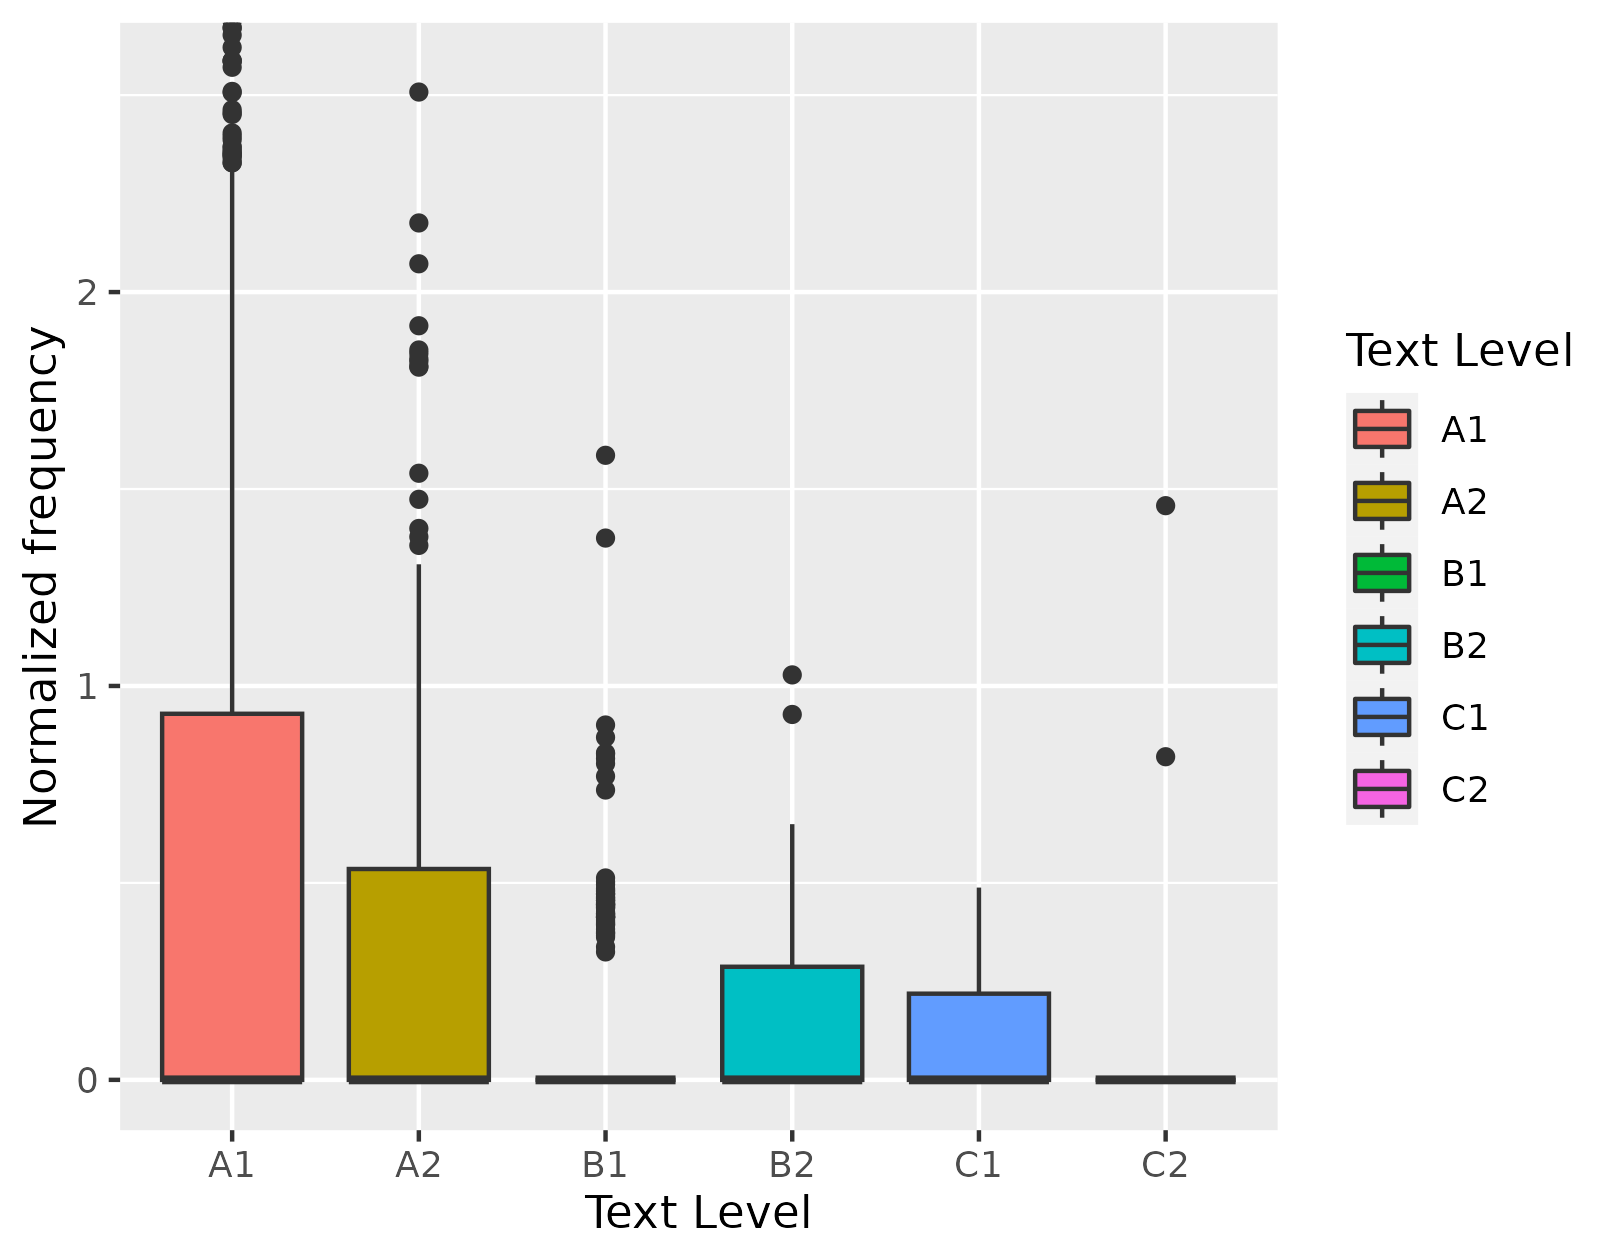 Normalized frequency
2
1
0
A1 A2 B1 B2 C1 C2
Text Level
Text Level
A1
A2
B1
B2
C1
C2